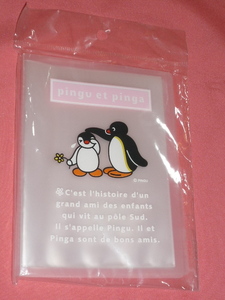 pingu et pinga
C'est l'histoire d'un
grand ami des enfants
qui vit au pôle Sud.
Il s'appelle Pingu. Il et
Pinga sont de bons amis.